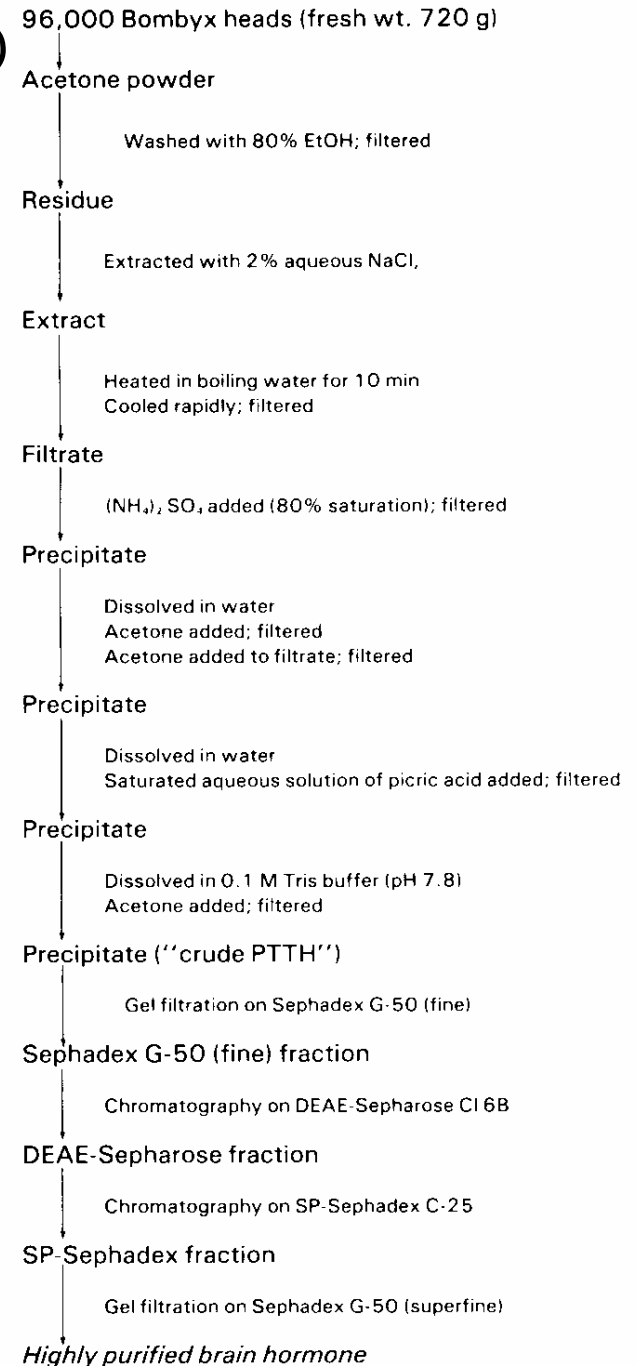 96,000 Bombyx heads (fresh wt. 720 g)
Acetone powder
Washed with 80% EtOH; filtered
Residue
Extracted with 2% aqueous NaCl,
Extract
Heated in boiling water for 10 min
Cooled rapidly; filtered
Filtrate
(NH₄)₂ SO₄ added (80% saturation); filtered
Precipitate
Dissolved in water
Acetone added; filtered
Acetone added to filtrate; filtered
Precipitate
Dissolved in water
Saturated aqueous solution of picric acid added; filtered
Precipitate
Dissolved in 0.1 M Tris buffer (pH 7.8)
Acetone added; filtered
Precipitate (''crude PTTH'')
Gel filtration on Sephadex G-50 (fine)
Sephadex G-50 (fine) fraction
Chromatography on DEAE-Sepharose Cl 6B
DEAE-Sepharose fraction
Chromatography on SP-Sephadex C-25
SP-Sephadex fraction
Gel filtration on Sephadex G-50 (superfine)
Highly purified brain hormone